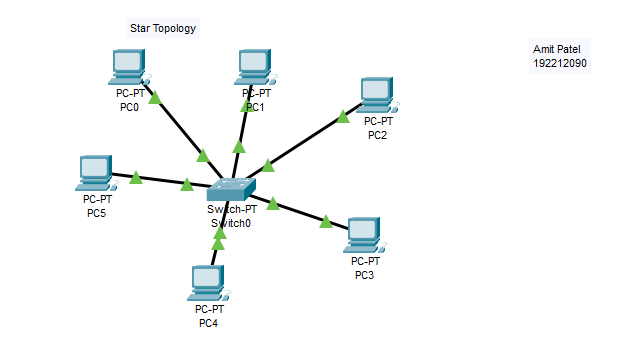 Star Topology
Amit Patel
192212090
PC-PT
PC0
PC-PT
PC1
PC-PT
PC2
PC-PT
PC5
Switch-PT
Switch0
PC-PT
PC3
PC-PT
PC4